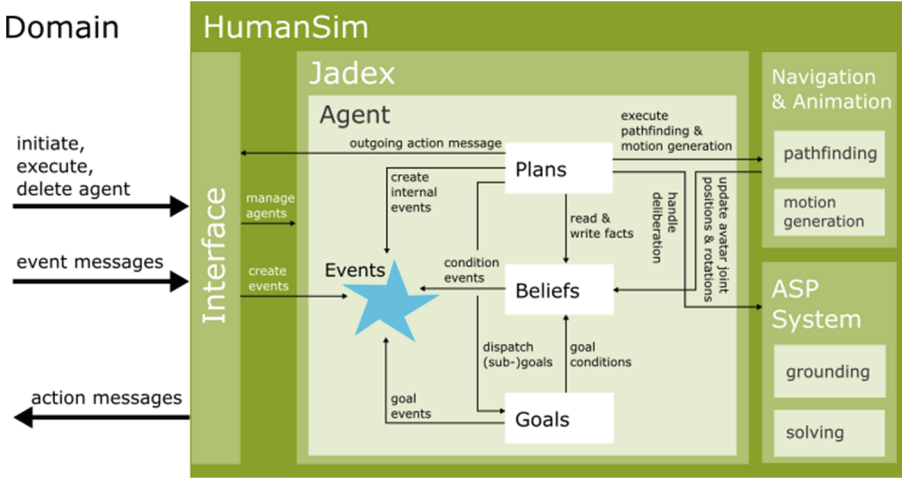 Domain
HumanSim
Jadex
Agent
Navigation
& Animation
pathfinding
motion
generation
ASP
System
grounding
solving
Interface
initiate,
execute,
delete agent
event messages
action messages
manage
agents
create
events
outgoing action message
execute
pathfinding &
motion generation
create
internal
events
Plans
read &
write facts
handle
deliberation
update avatar joint
positions & rotations
Events
condition
events
Beliefs
dispatch
(sub-)goals
goal
conditions
goal
events
Goals